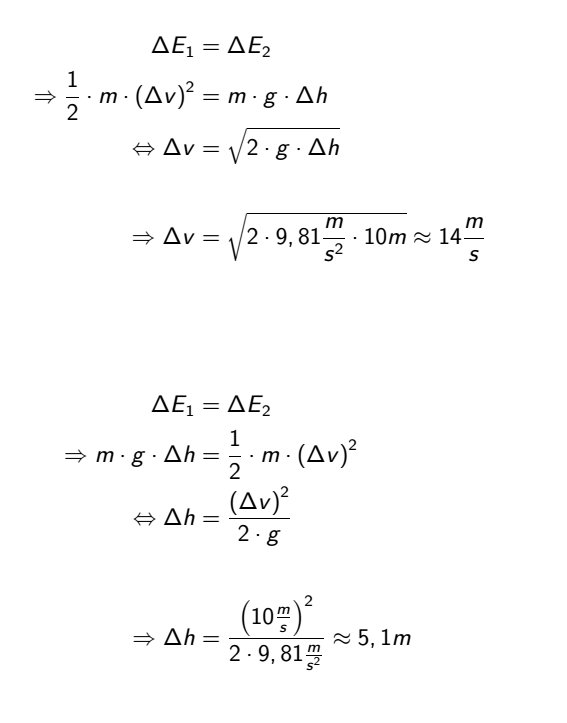 ΔE₁ = ΔE₂
⇒ 1/2 · m · (Δv)² = m · g · Δh
⇔ Δv = √(2 · g · Δh)
⇒ Δv = √(2 · 9,81 m/s² · 10m) ≈ 14 m/s
ΔE₁ = ΔE₂
⇒ m · g · Δh = 1/2 · m · (Δv)²
⇔ Δh = (Δv)² / (2 · g)
⇒ Δh = (10 m/s)² / (2 · 9,81 m/s²) ≈ 5,1m